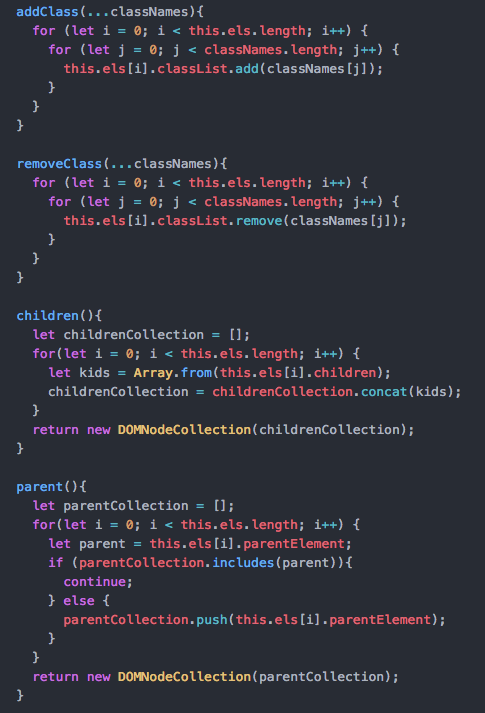 addClass(...classNames){
  for (let i = 0; i < this.els.length; i++) {
    for (let j = 0; j < classNames.length; j++) {
      this.els[i].classList.add(classNames[j]);
    }
  }
}

removeClass(...classNames){
  for (let i = 0; i < this.els.length; i++) {
    for (let j = 0; j < classNames.length; j++) {
      this.els[i].classList.remove(classNames[j]);
    }
  }
}

children(){
  let childrenCollection = [];
  for(let i = 0; i < this.els.length; i++) {
    let kids = Array.from(this.els[i].children);
    childrenCollection = childrenCollection.concat(kids);
  }
  return new DOMNodeCollection(childrenCollection);
}

parent(){
  let parentCollection = [];
  for(let i = 0; i < this.els.length; i++) {
    let parent = this.els[i].parentElement;
    if (parentCollection.includes(parent)){
      continue;
    } else {
      parentCollection.push(this.els[i].parentElement);
    }
  }
  return new DOMNodeCollection(parentCollection);
}